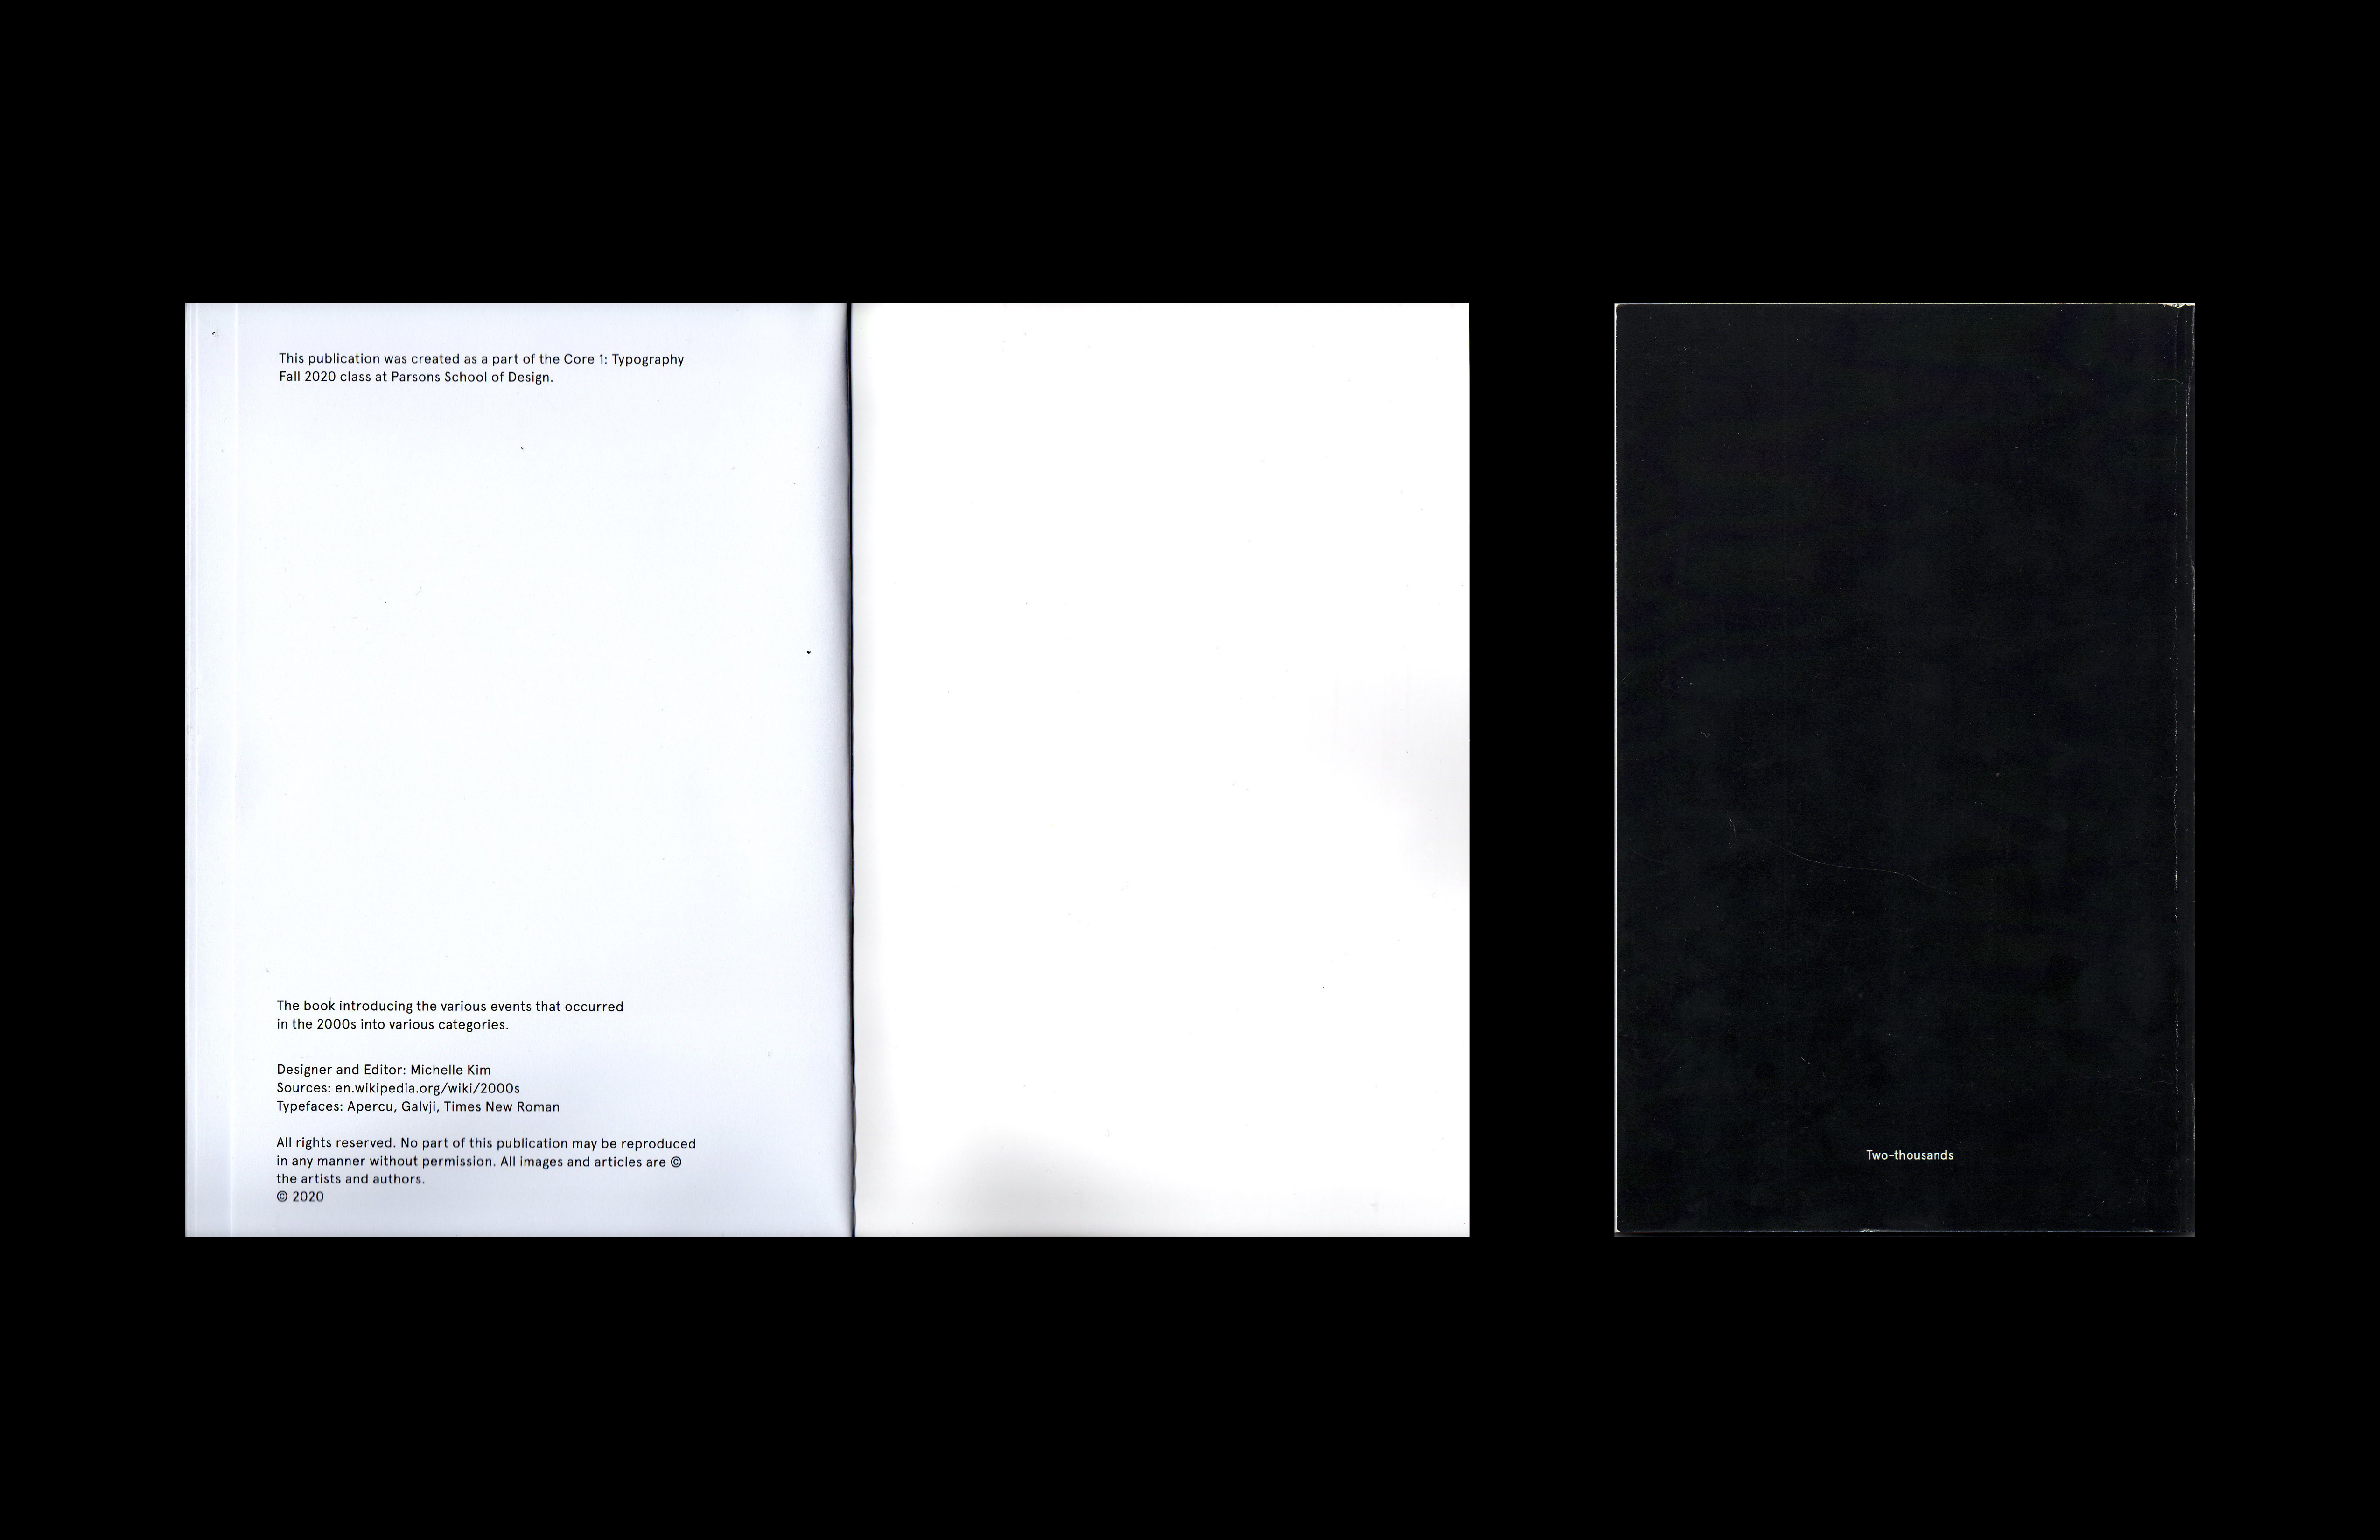 This publication was created as a part of the Core 1: Typography
Fall 2020 class at Parsons School of Design.
The book introducing the various events that occurred
in the 2000s into various categories.
Designer and Editor: Michelle Kim
Sources: en.wikipedia.org/wiki/2000s
Typefaces: Apercu, Galvji, Times New Roman
All rights reserved. No part of this publication may be reproduced
in any manner without permission. All images and articles are ©
the artists and authors.
© 2020
Two-thousands